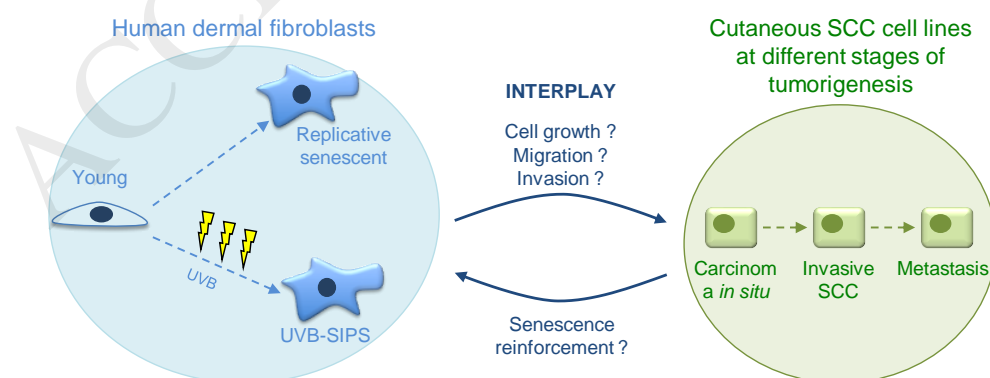 Human dermal fibroblasts
Replicative
senescent
Young
UVB
UVB-SIPS
INTERPLAY
Cell growth ?
Migration ?
Invasion ?
Senescence
reinforcement ?
Cutaneous SCC cell lines
at different stages of
tumorigenesis
Carcinom
a in situ
Invasive
SCC
Metastasis
ACC